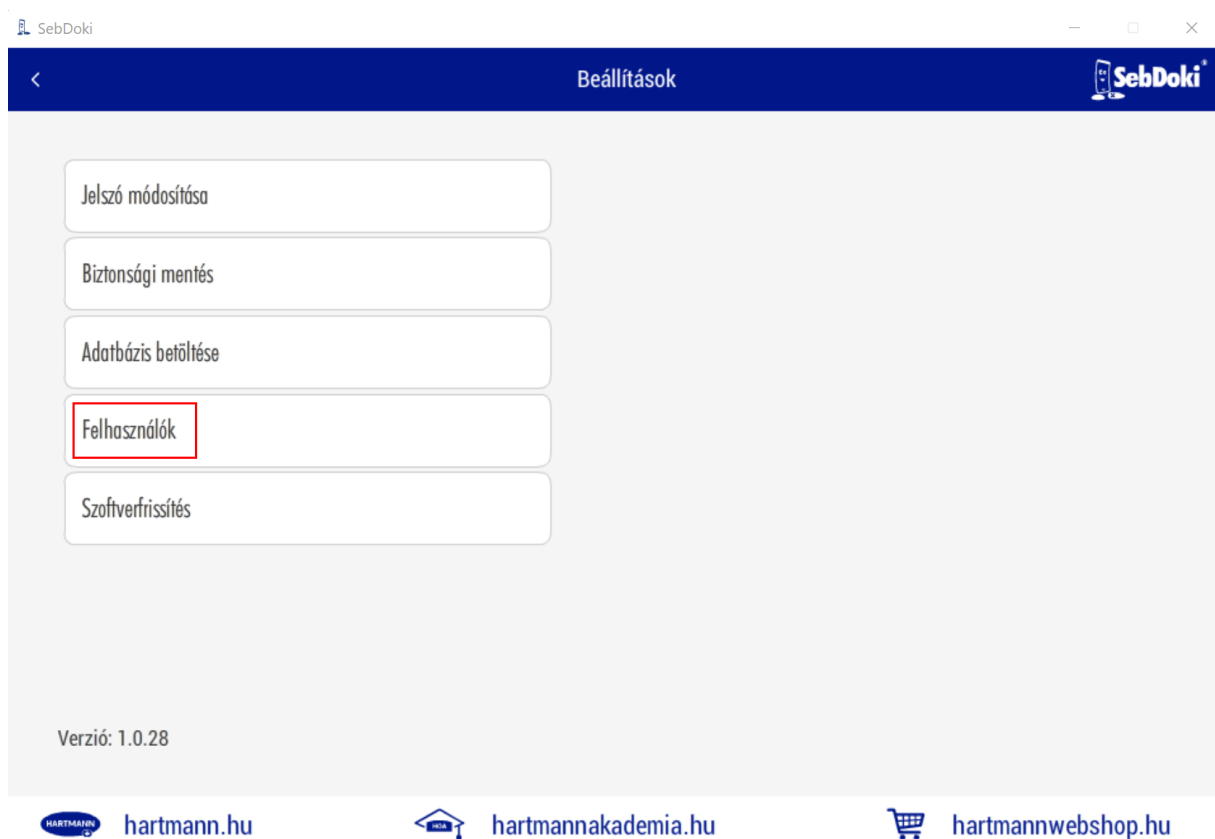 SebDoki
Beállítások
SebDoki
Jelszó módosítása
Biztonsági mentés
Adatbázis betöltése
Felhasználók
Szoftverfrissítés
Verzió: 1.0.28
HARTMANN hartmann.hu
HOA hartmannakademia.hu
hartmannwebshop.hu